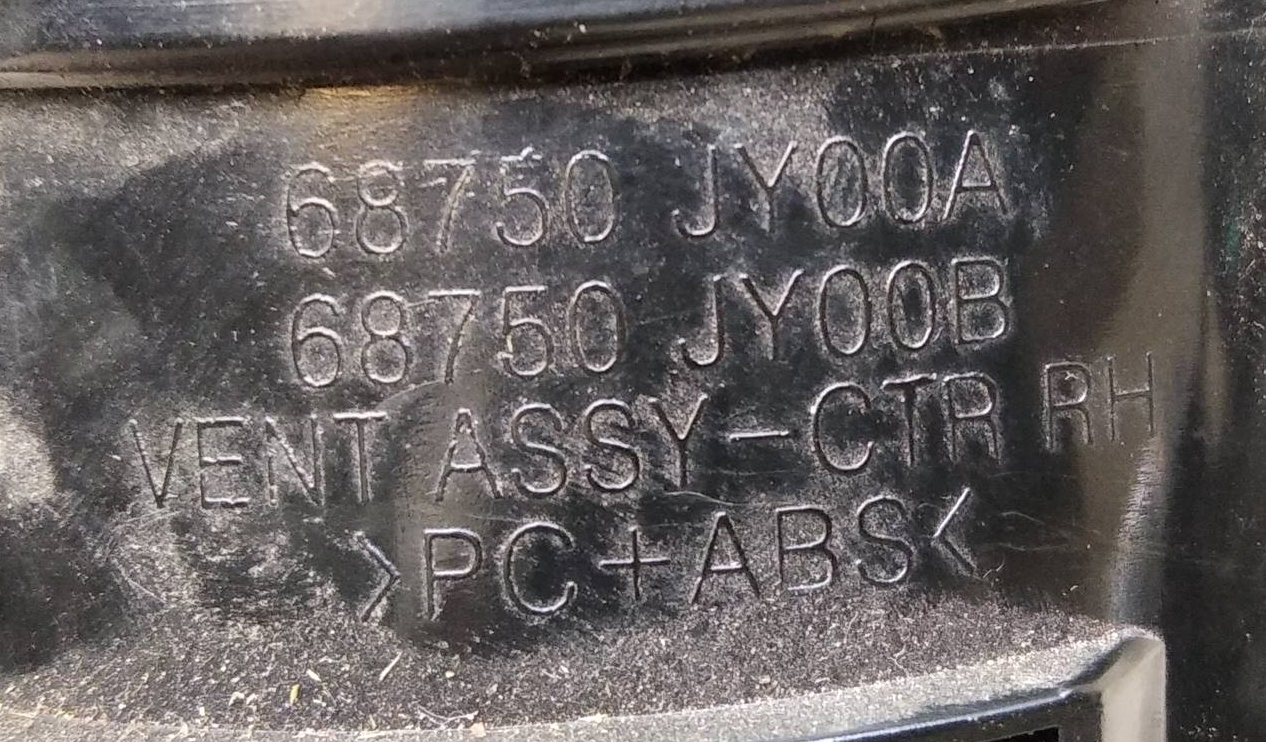 68750 JY00A
68750 JY00B
VENT ASSY-CTR RH
>PC+ABS<